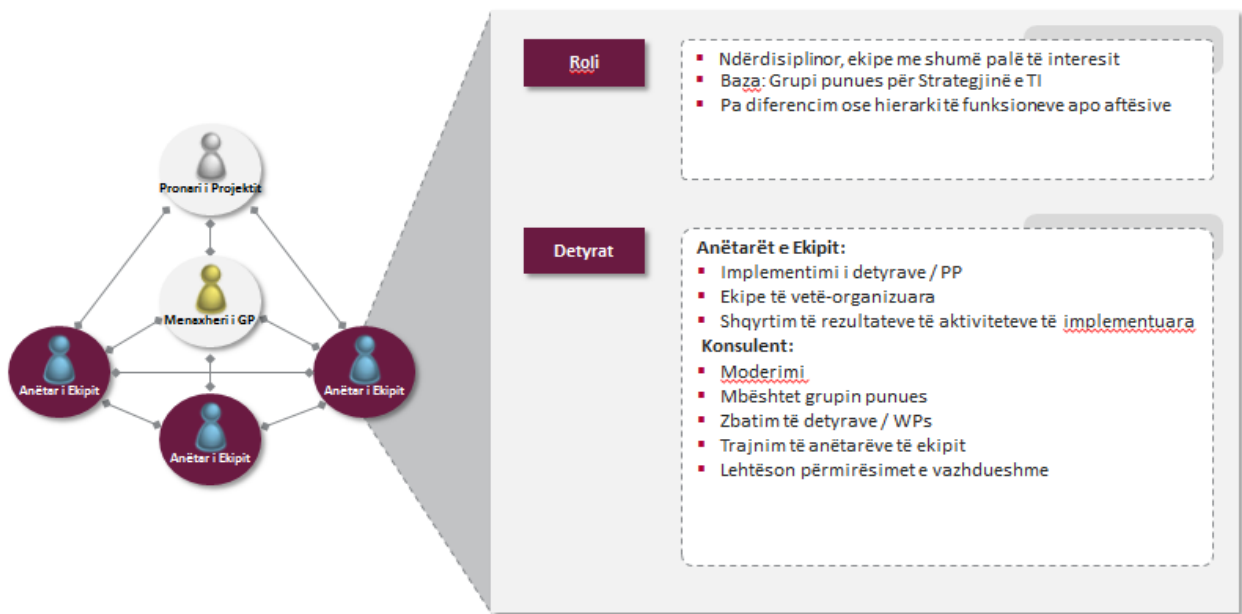 Pronari i Projektit
Menaxheri i GP
Anëtar i Ekipit
Anëtar i Ekipit
Anëtar i Ekipit
Roli
Ndërdisiplinor, ekipe me shumë palë të interesit
Baza: Grupi punues për Strategjinë e TI
Pa diferencim ose hierarki të funksioneve apo aftësive
Detyrat
Anëtarët e Ekipit:
Implementimi i detyrave / PP
Ekipe të vetë-organizuara
Shqyrtim të rezultateve të aktiviteteve të implementuara
Konsulent:
Moderimi
Mbështet grupin punues
Zbatim të detyrave / WPs
Trajnim të anëtarëve të ekipit
Lehtëson përmirësimet e vazhdueshme